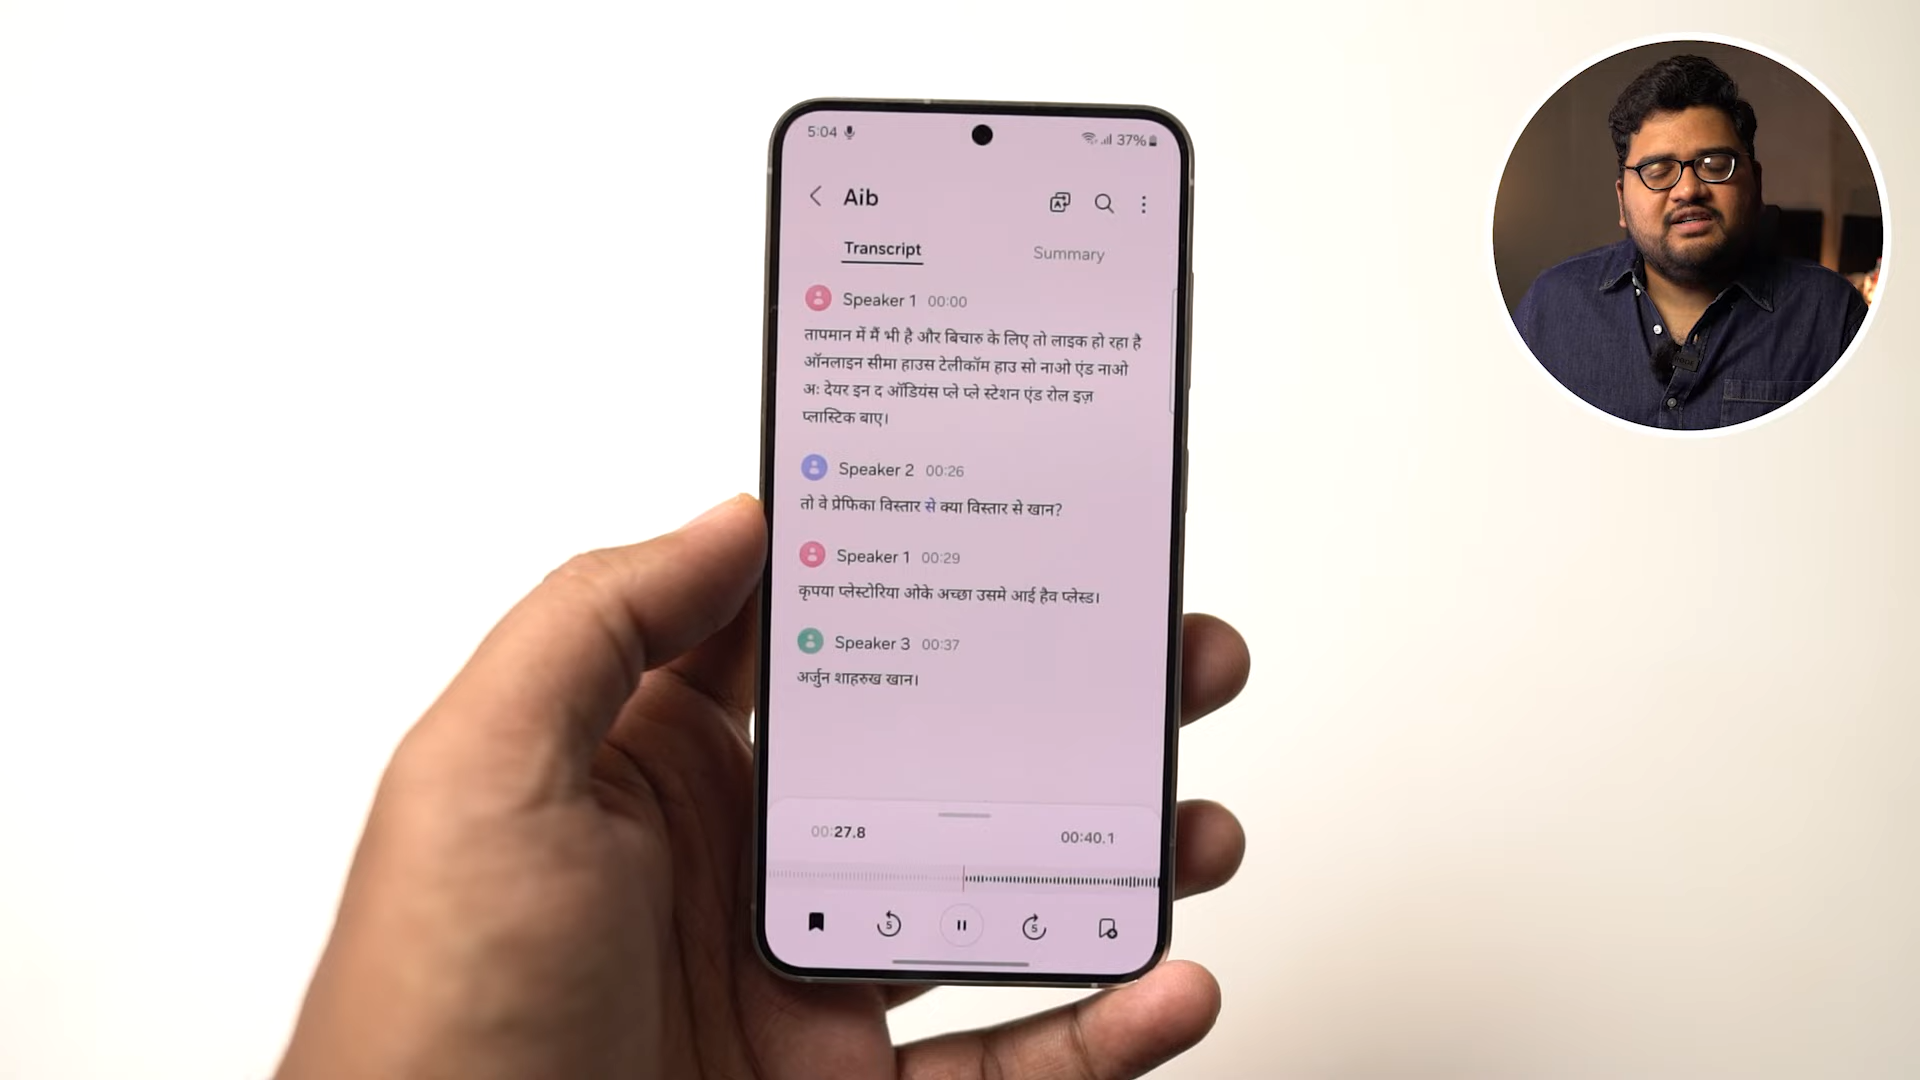 5:04
37%
Aib
Transcript Summary
Speaker 1 00:00
तापमान में मैं भी है और बिचारु के लिए तो लाइक हो रहा है
ऑनलाइन सीमा हाउस टेलीकॉम हाउ सो नाओ एंड नाओ
अः देयर इन द ऑडियंस प्ले प्ले स्टेशन एंड रोल इज़
प्लास्टिक बाए।
Speaker 2 00:26
तो वे प्रेफिका विस्तार से क्या विस्तार से खान?
Speaker 1 00:29
कृपया प्लेस्टोरिया ओके अच्छा उसमे आई हैव प्लेस्ड।
Speaker 3 00:37
अर्जुन शाहरुख खान।
00:27.8 00:40.1
5 5